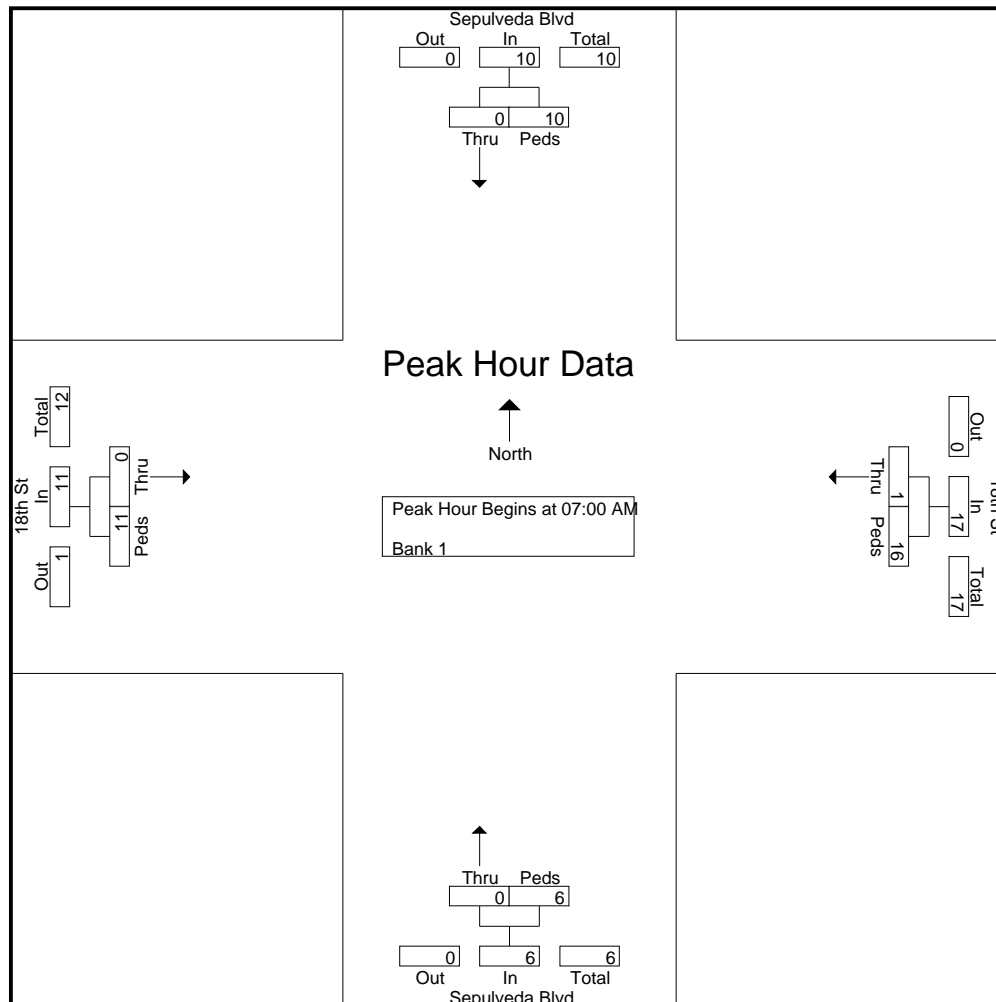 Sepulveda Blvd
Out In Total
0 10 10
0 10
Thru Peds
Peak Hour Data
North
Peak Hour Begins at 07:00 AM
Bank 1
18th St
Total In Out
12 11 1
0 11
Thru Peds
Out In Total
0 17 17
1 16
Thru Peds
Thru Peds
0 6
0 6 6
Out In Total
Sepulveda Blvd